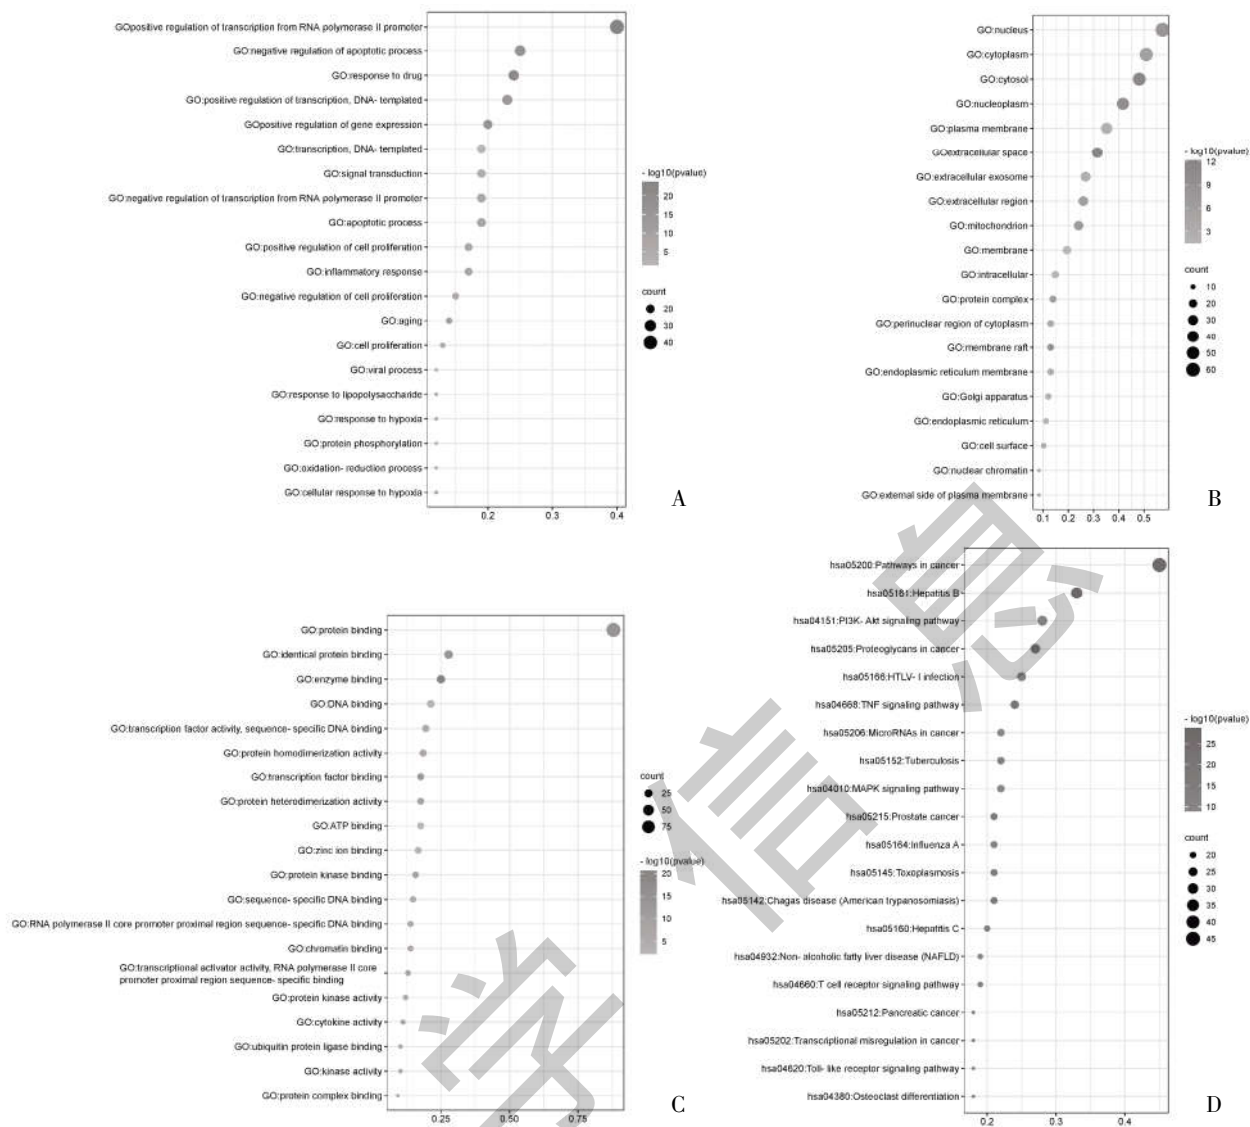 GOpositive regulation of transcription from RNA polymerase II promoter
GO:negative regulation of apoptotic process
GO:response to drug
GO:positive regulation of transcription, DNA- templated
GOpositive regulation of gene expression
GO:transcription, DNA- templated
GO:signal transduction
GO:negative regulation of transcription from RNA polymerase II promoter
GO:apoptotic process
GO:positive regulation of cell proliferation
GO:inflammatory response
GO:negative regulation of cell proliferation
GO:aging
GO:cell proliferation
GO:viral process
GO:response to lipopolysaccharide
GO:response to hypoxia
GO:protein phosphorylation
GO:oxidation- reduction process
GO:cellular response to hypoxia
0.2 0.3 0.4
- log10(pvalue)
20
15
10
5
count
20
30
40
A
GO:nucleus
GO:cytoplasm
GO:cytosol
GO:nucleoplasm
GO:plasma membrane
GOextracellular space
GO:extracellular exosome
GO:extracellular region
GO:mitochondrion
GO:membrane
GO:intracellular
GO:protein complex
GO:perinuclear region of cytoplasm
GO:membrane raft
GO:endoplasmic reticulum membrane
GO:Golgi apparatus
GO:endoplasmic reticulum
GO:cell surface
GO:nuclear chromatin
GO:external side of plasma membrane
0.1 0.2 0.3 0.4 0.5
- log10(pvalue)
12
9
6
3
count
10
20
30
40
50
60
B
GO:protein binding
GO:identical protein binding
GO:enzyme binding
GO:DNA binding
GO:transcription factor activity, sequence- specific DNA binding
GO:protein homodimerization activity
GO:transcription factor binding
GO:protein heterodimerization activity
GO:ATP binding
GO:zinc ion binding
GO:protein kinase binding
GO:sequence- specific DNA binding
GO:RNA polymerase II core promoter proximal region sequence- specific DNA binding
GO:chromatin binding
GO:transcriptional activator activity, RNA polymerase II core
promoter proximal region sequence- specific binding
GO:protein kinase activity
GO:cytokine activity
GO:ubiquitin protein ligase binding
GO:kinase activity
GO:protein complex binding
0.25 0.50 0.75
count
25
50
75
- log10(pvalue)
20
15
10
5
C
hsa05200:Pathways in cancer
hsa05161:Hepatitis B
hsa04151:PI3K- Akt signaling pathway
hsa05205:Proteoglycans in cancer
hsa05166:HTLV- I infection
hsa04668:TNF signaling pathway
hsa05206:MicroRNAs in cancer
hsa05152:Tuberculosis
hsa04010:MAPK signaling pathway
hsa05215:Prostate cancer
hsa05164:Influenza A
hsa05145:Toxoplasmosis
hsa05142:Chagas disease (American trypanosomiasis)
hsa05160:Hepatitis C
hsa04932:Non- alcoholic fatty liver disease (NAFLD)
hsa04660:T cell receptor signaling pathway
hsa05212:Pancreatic cancer
hsa05202:Transcriptional misregulation in cancer
hsa04620:Toll- like receptor signaling pathway
hsa04380:Osteoclast differentiation
0.2 0.3 0.4
- log10(pvalue)
25
20
15
10
count
20
25
30
35
40
45
D
学信息